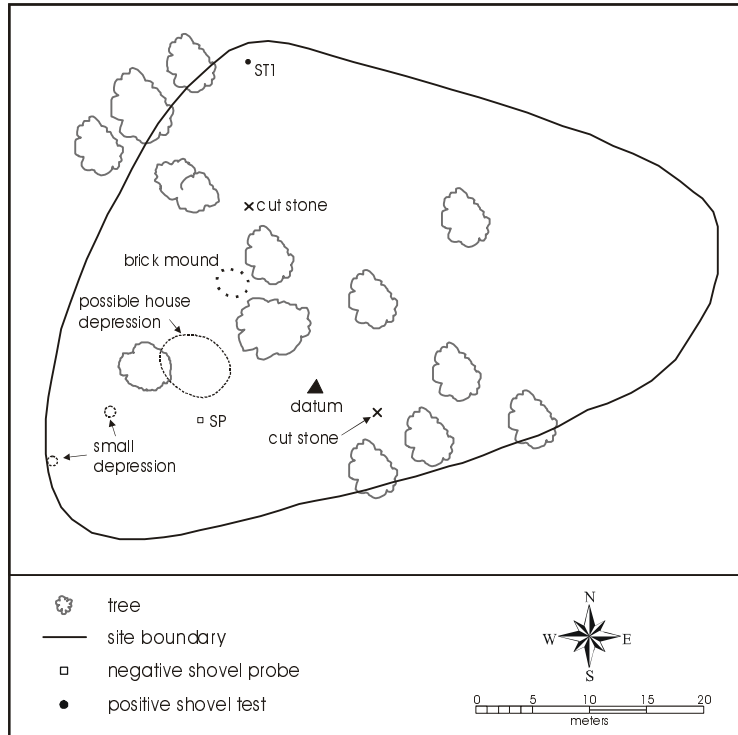 ST1
cut stone
brick mound
possible house
depression
datum
SP
cut stone
small
depression
tree
site boundary
negative shovel probe
positive shovel test
N
W E
S
0 5 10 15 20
meters